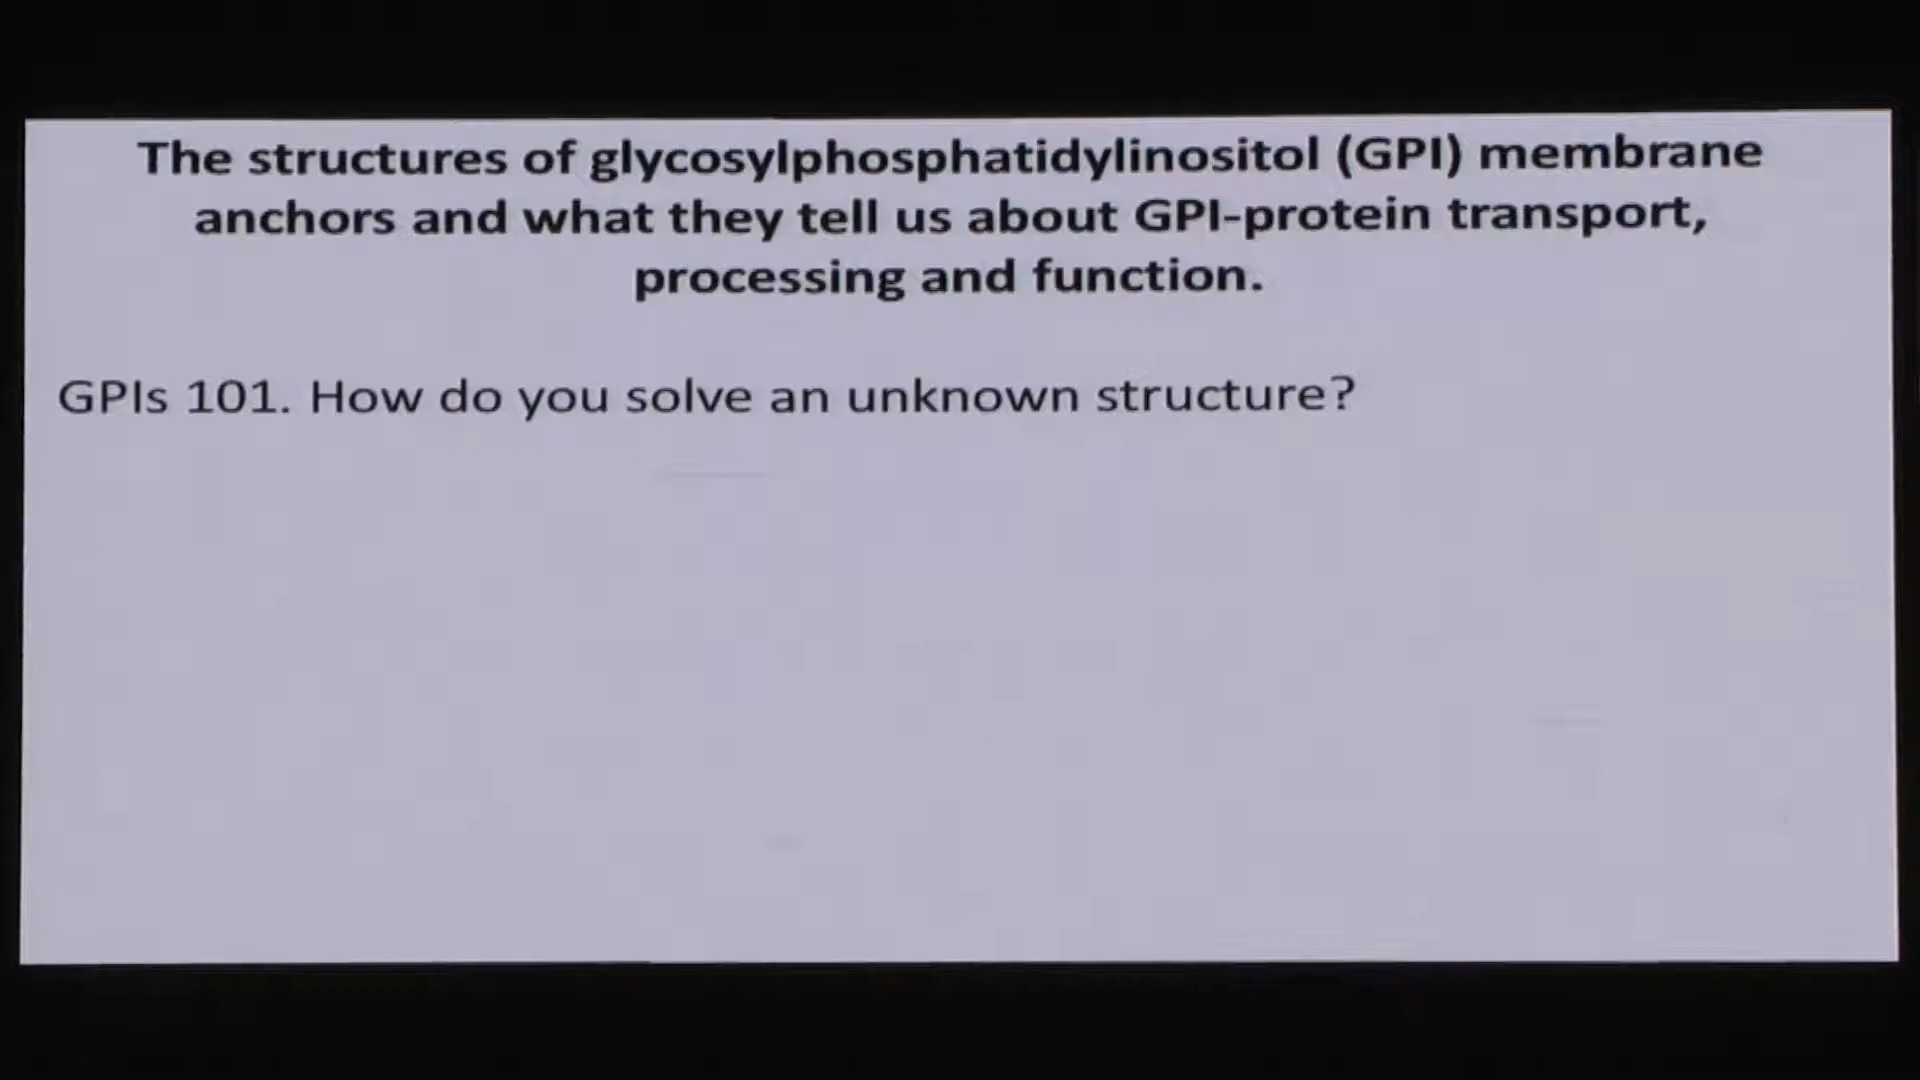 The structures of glycosylphosphatidylinositol (GPI) membrane
anchors and what they tell us about GPI-protein transport,
processing and function.
GPIs 101. How do you solve an unknown structure?